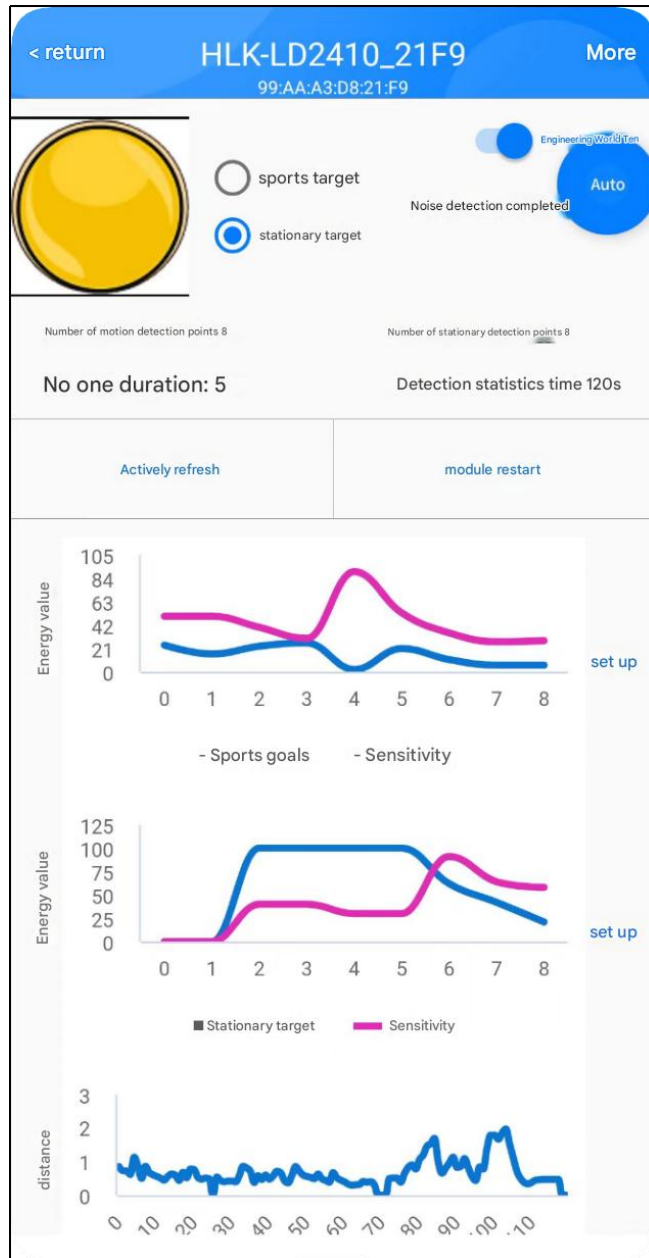 < return HLK-LD2410_21F9 More
99:AA:A3:D8:21:F9
Engineering World Ten
sports target
Auto
Noise detection completed
stationary target
Number of motion detection points 8
Number of stationary detection points 8
No one duration: 5
Detection statistics time 120s
Actively refresh
module restart
Energy value
105
84
63
42
21
0
0 1 2 3 4 5 6 7 8
set up
- Sports goals - Sensitivity
Energy value
125
100
75
50
25
0
0 1 2 3 4 5 6 7 8
set up
Stationary target Sensitivity
distance
3
2
1
0
0 10 20 30 40 50 60 70 80 90 100 110